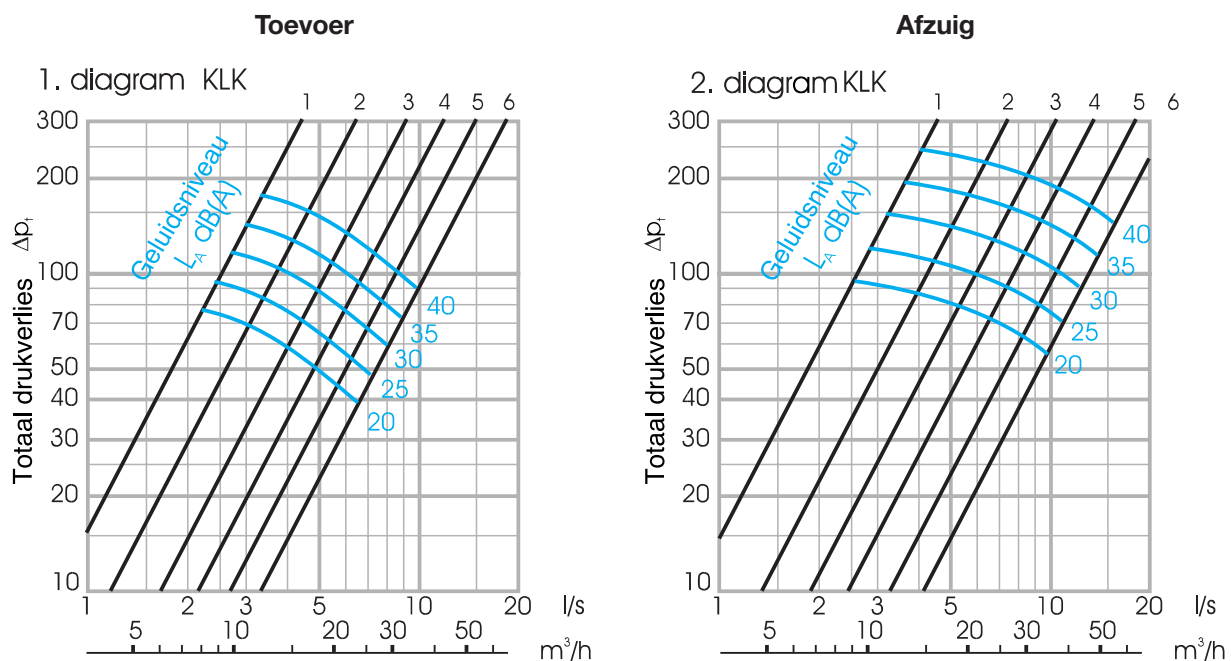 Toevoer
1. diagram KLK
1 2 3 4 5 6
Totaal drukverlies Δpₜ
300
200
100
70
50
40
30
20
10
Geluidsniveau
L_A dB(A)
40
35
30
25
20
1 2 3 5 10 20 l/s
5 10 20 30 50 m³/h
Afzuig
2. diagram KLK
1 2 3 4 5 6
Totaal drukverlies Δpₜ
300
200
100
70
50
40
30
20
10
Geluidsniveau
L_A dB(A)
40
35
30
25
20
1 2 3 5 10 20 l/s
5 10 20 30 50 m³/h